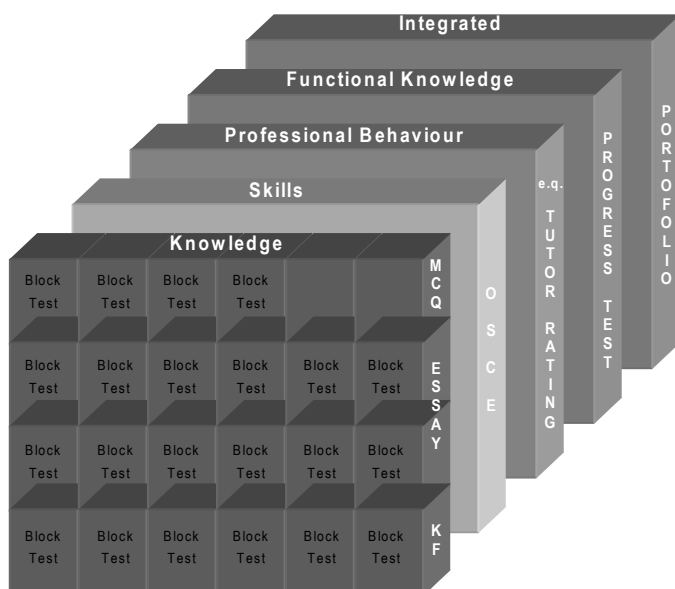 Integrated
PORTOFOLIO
Functional Knowledge
PROGRESS TEST
Professional Behaviour
e.q.
TUTOR RATING
Skills
OSCE
Knowledge
MCQ
Block Block Block Block
Test Test Test Test
ESSAY
Block Block Block Block Block Block
Test Test Test Test Test Test
Block Block Block Block Block Block
Test Test Test Test Test Test
KF
Block Block Block Block Block Block
Test Test Test Test Test Test